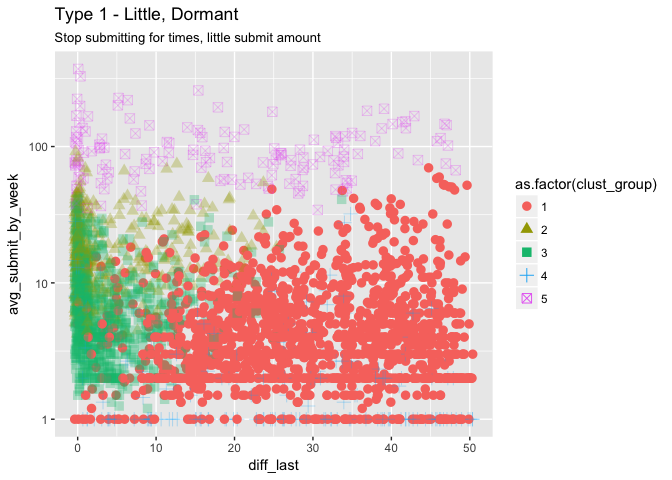 Type 1 - Little, Dormant
Stop submitting for times, little submit amount
avg_submit_by_week
100
10
1
0 10 20 30 40 50
diff_last
as.factor(clust_group)
1
2
3
4
5